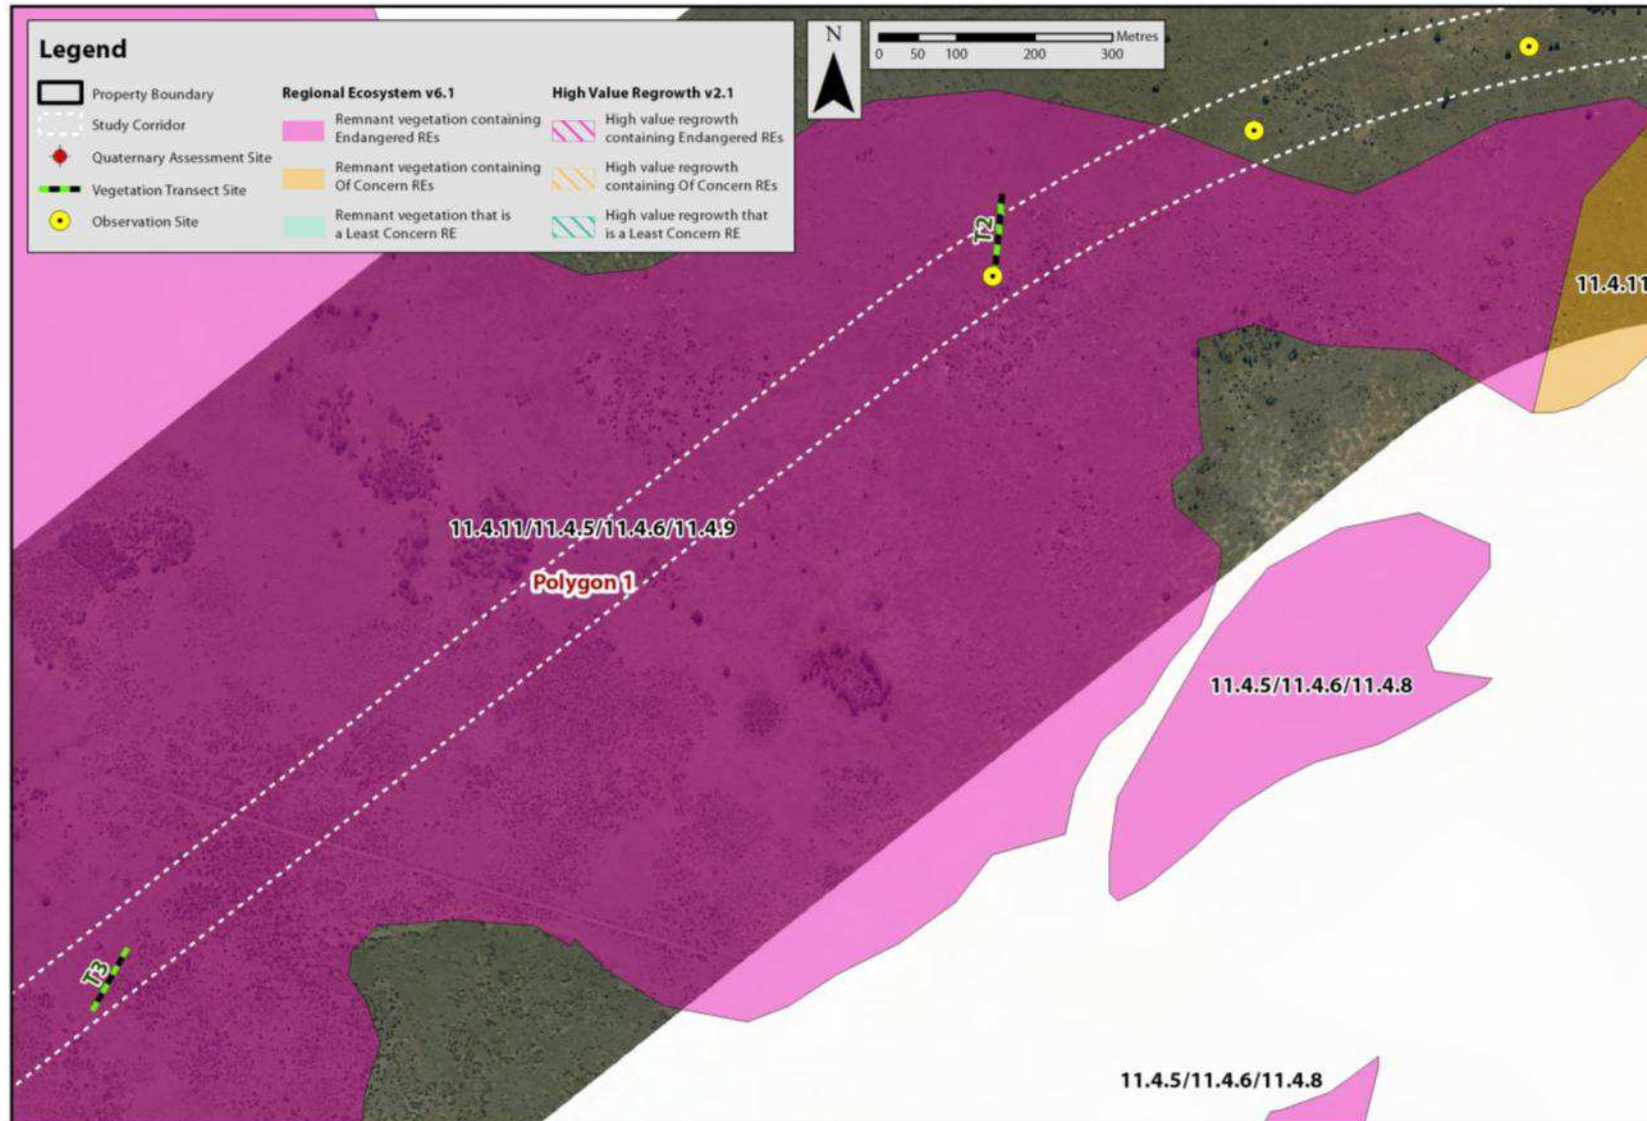 Legend
Property Boundary
Study Corridor
Quaternary Assessment Site
Vegetation Transect Site
Observation Site
Regional Ecosystem v6.1
Remnant vegetation containing
Endangered REs
Remnant vegetation containing
Of Concern REs
Remnant vegetation that is
a Least Concern RE
High Value Regrowth v2.1
High value regrowth
containing Endangered REs
High value regrowth
containing Of Concern REs
High value regrowth that
is a Least Concern RE
N
Metres
0 50 100 200 300
T2
11.4.11
11.4.11/11.4.5/11.4.6/11.4.9
Polygon 1
11.4.5/11.4.6/11.4.8
T3
11.4.5/11.4.6/11.4.8